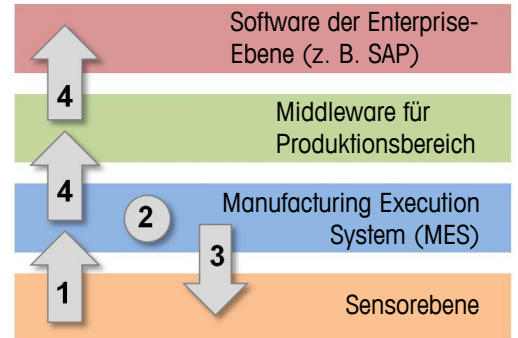 Software der Enterprise-
Ebene (z. B. SAP)
4
Middleware für
Produktionsbereich
4
2
Manufacturing Execution
System (MES)
3
1
Sensorebene